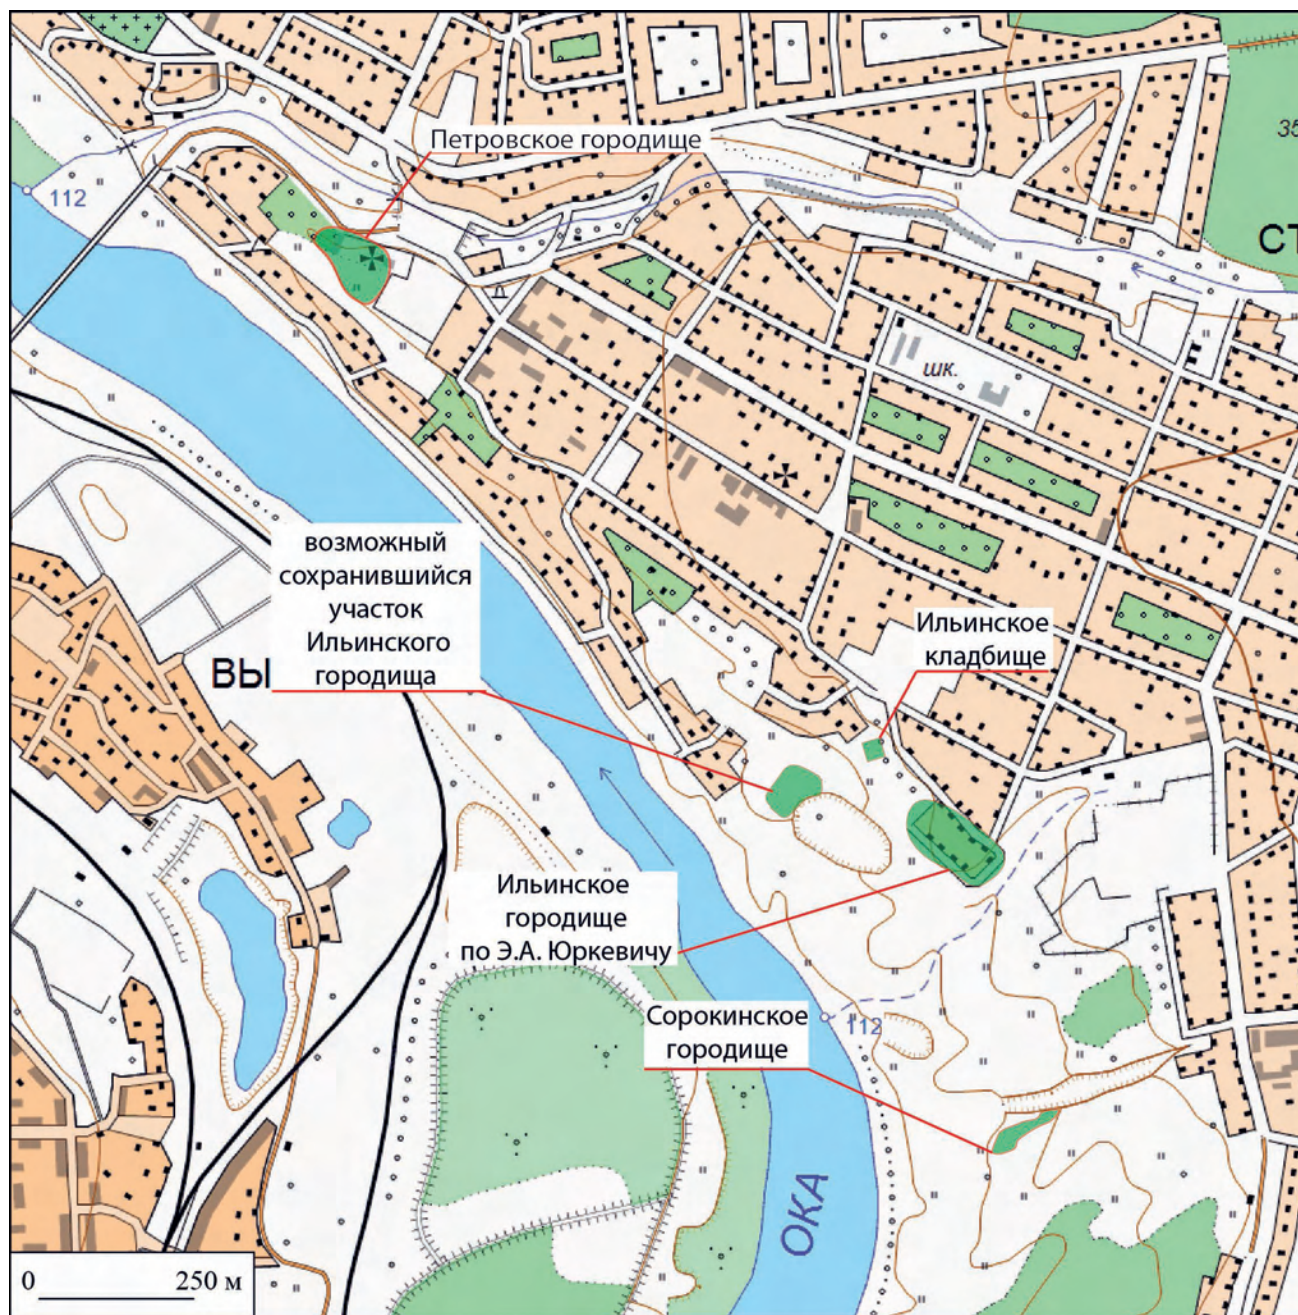 Петровское городище
35
112
СТ
шк.
возможный
сохранившийся
участок
Ильинского
городища
ВЫ
Ильинское
кладбище
Ильинское
городище
по Э.А. Юркевичу
Сорокинское
городище
112
ОКА
0 250 м